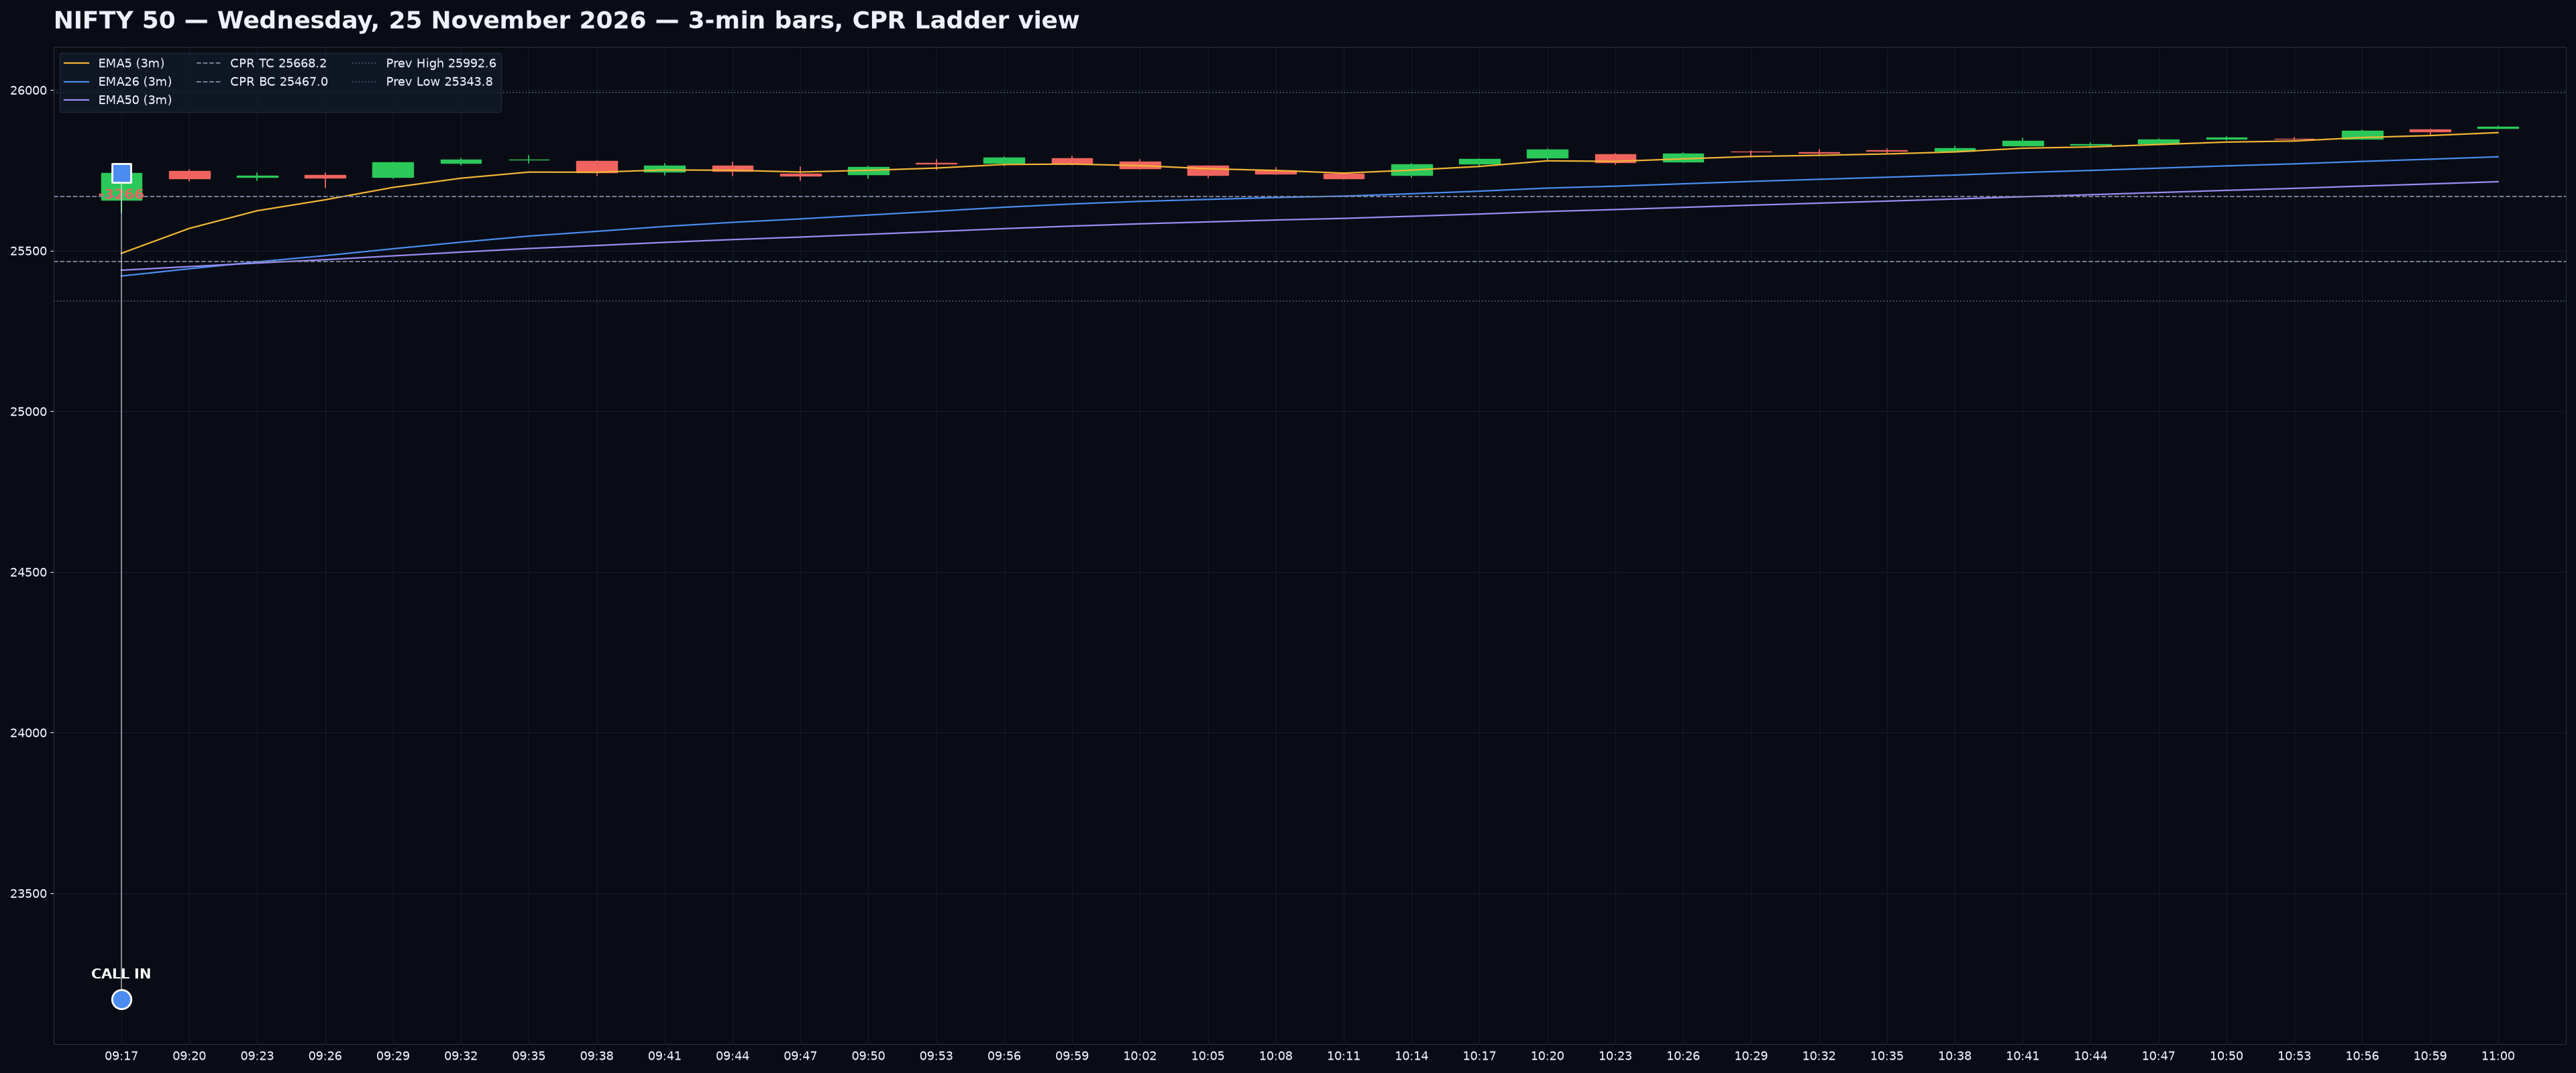 NIFTY 50 — Wednesday, 25 November 2026 — 3-min bars, CPR Ladder view
EMA5 (3m)
EMA26 (3m)
EMA50 (3m)
CPR TC 25668.2
CPR BC 25467.0
Prev High 25992.6
Prev Low 25343.8
26000
25500
25000
24500
24000
23500
CALL IN
09:17 09:20 09:23 09:26 09:29 09:32 09:35 09:38 09:41 09:44 09:47 09:50 09:53 09:56 09:59 10:02 10:05 10:08 10:11 10:14 10:17 10:20 10:23 10:26 10:29 10:32 10:35 10:38 10:41 10:44 10:47 10:50 10:53 10:56 10:59 11:00